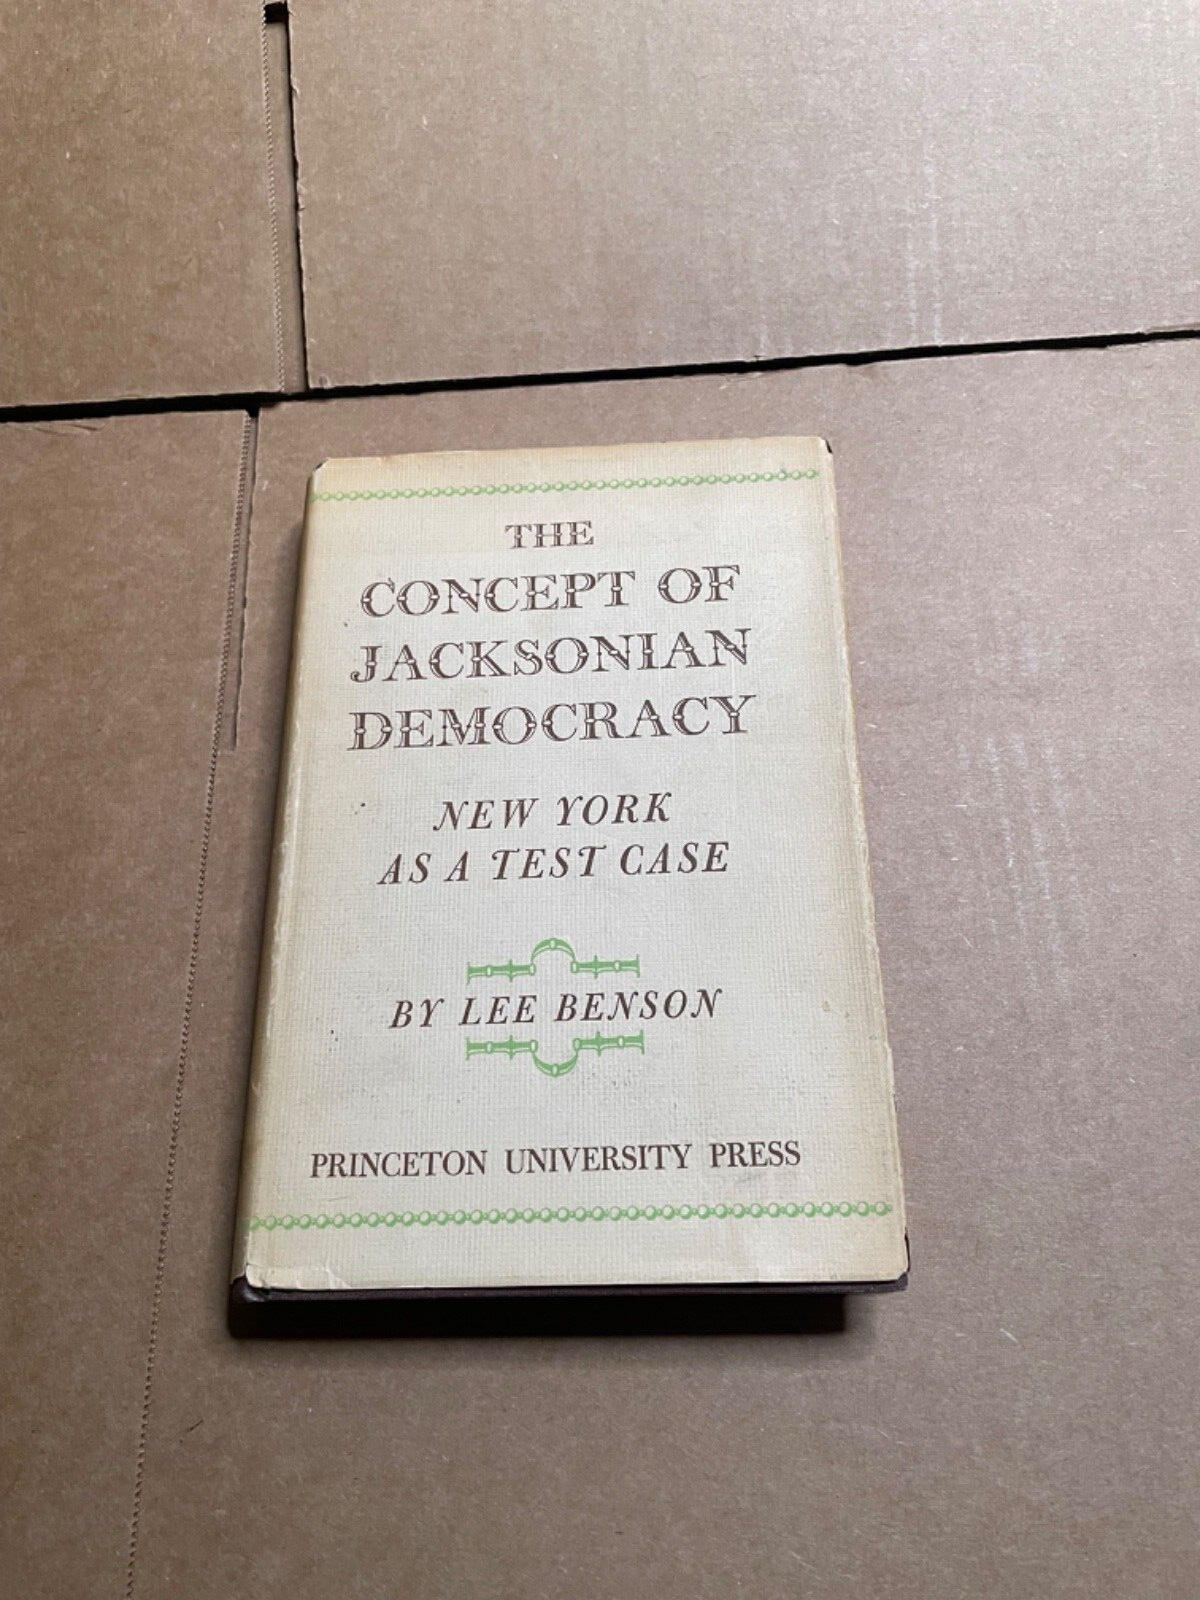 THE
CONCEPT OF
JACKSONIAN
DEMOCRACY
NEW YORK
AS A TEST CASE
BY LEE BENSON
PRINCETON UNIVERSITY PRESS